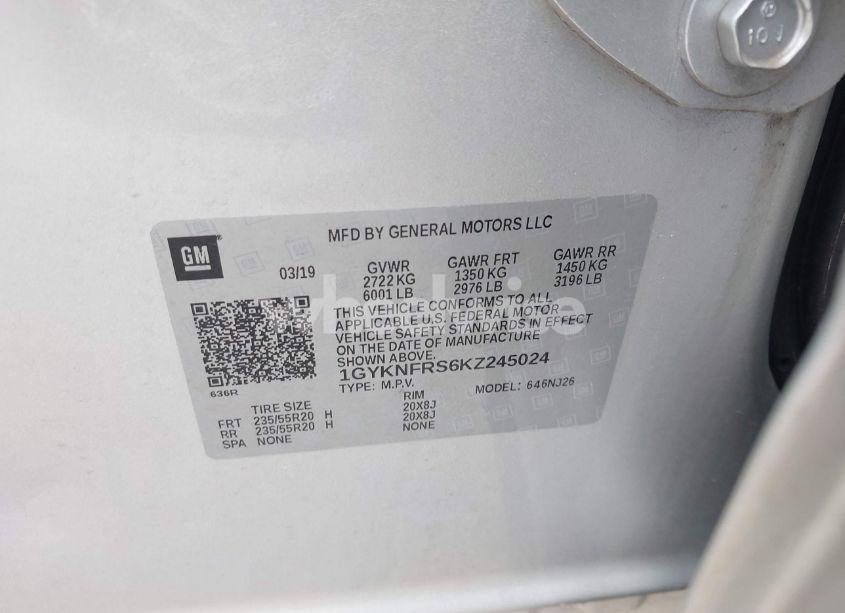 10 J
GM
MFD BY GENERAL MOTORS LLC
03/19 GVWR GAWR FRT GAWR RR
2722 KG 1350 KG 1450 KG
6001 LB 2976 LB 3196 LB
THIS VEHICLE CONFORMS TO ALL
APPLICABLE U.S. FEDERAL MOTOR
VEHICLE SAFETY STANDARDS IN EFFECT
ON THE DATE OF MANUFACTURE
SHOWN ABOVE.
1GYKNFRS6KZ245024
TYPE: M.P.V. MODEL: 646NJ26
636R
TIRE SIZE RIM
FRT 235/55R20 H 20X8J
RR 235/55R20 H 20X8J
SPA NONE NONE